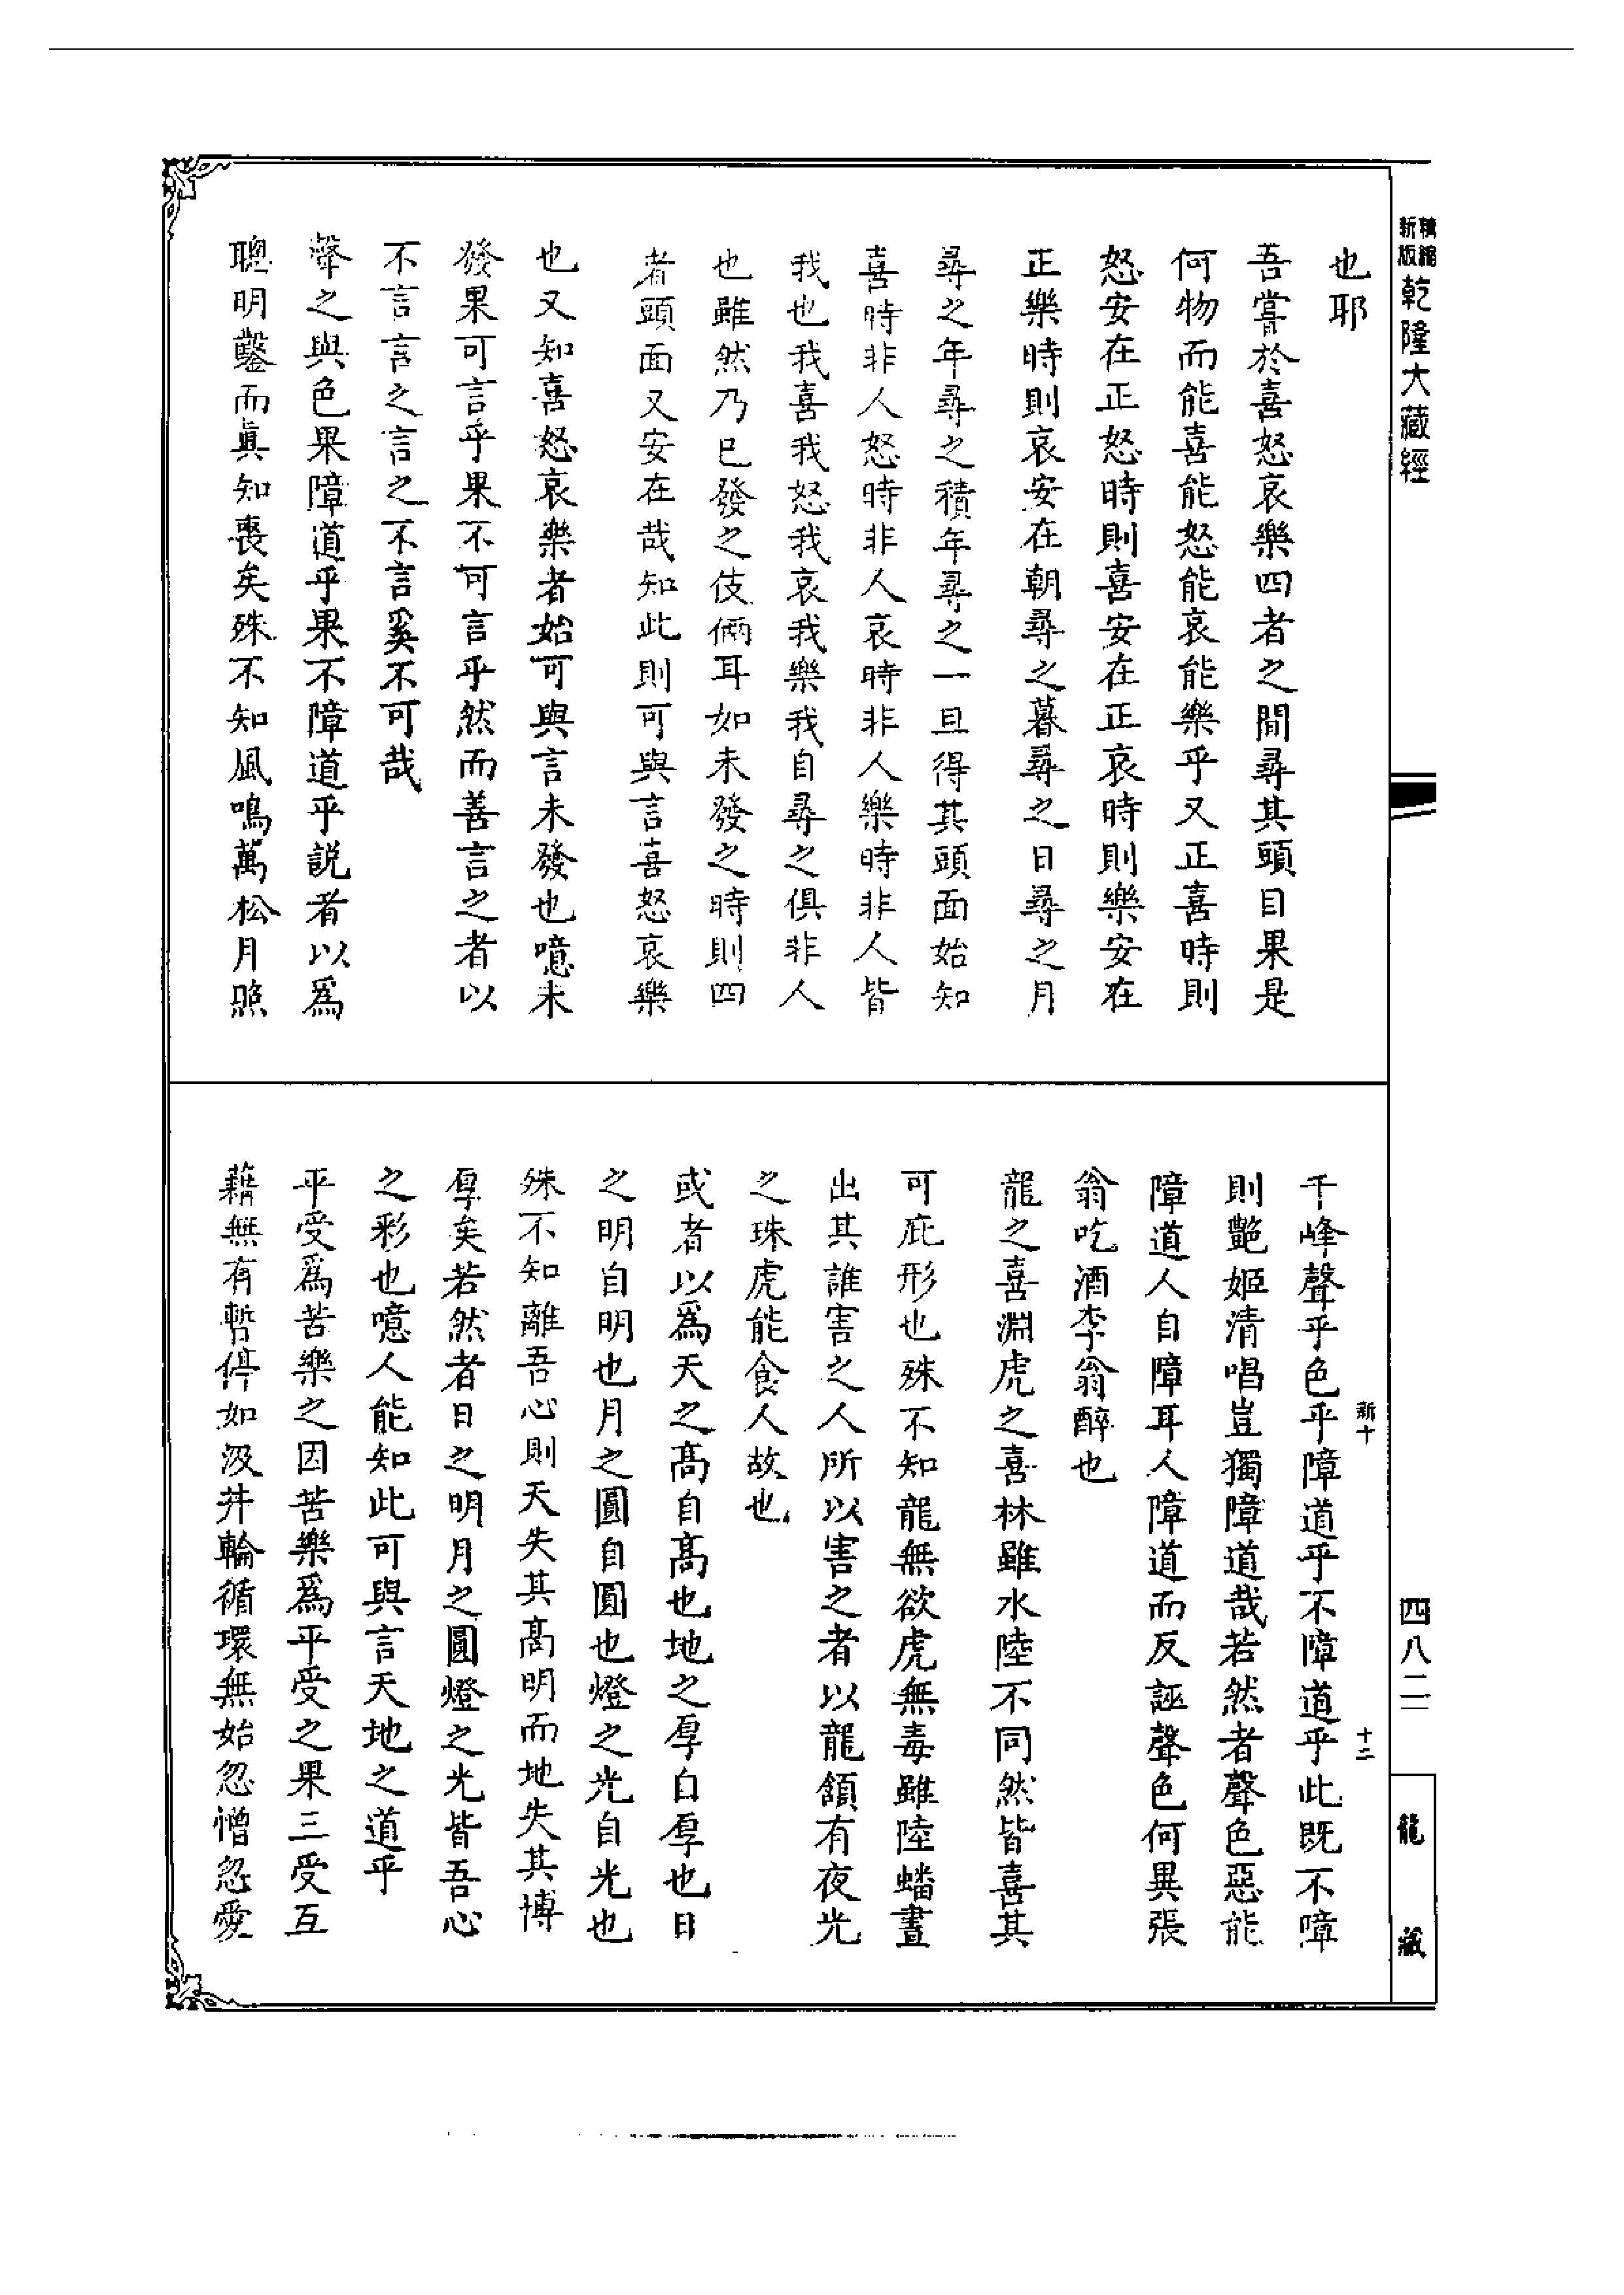 新版精縮
乾隆大藏經
四八二
龍藏
也耶
吾嘗於喜怒哀樂四者之間尋其頭目果是
何物而能喜能怒能哀能樂乎又正喜時則
怒安在正怒時則喜安在正哀時則樂安在
正樂時則哀安在朝尋之暮尋之日尋之月
尋之年尋之積年尋之一旦得其頭面始知
喜時非人怒時非人哀時非人樂時非人皆
我也我喜我怒我哀我樂我自尋之俱非人
也雖然乃已發之伎倆耳如未發之時則四
者頭面又安在哉知此則可與言喜怒哀樂
也又知喜怒哀樂者始可與言未發也噫未
發果可言乎果不可言乎然而善言之者以
不言言之言之不言奚不可哉
聲之與色果障道乎果不障道乎説者以爲
聰明鑿而眞知喪矣殊不知風鳴萬松月照
新十
十二
千峰聲乎色乎障道乎不障道乎此既不障
則艶姬清唱豈獨障道哉若然者聲色惡能
障道人自障耳人障道而反誣聲色何異張
翁吃酒李翁醉也
龍之喜淵虎之喜林雖水陸不同然皆喜其
可庇形也殊不知龍無欲虎無毒雖陸蟠晝
出其誰害之人所以害之者以龍頷有夜光
之珠虎能食人故也
或者以爲天之高自高也地之厚自厚也日
之明自明也月之圓自圓也燈之光自光也
殊不知離吾心則天失其高明而地失其博
厚矣若然者日之明月之圓燈之光皆吾心
之彩也噫人能知此可與言天地之道乎
平受爲苦樂之因苦樂爲平受之果三受互
藉無有暫停如汲井輪循環無始忽憎忽愛